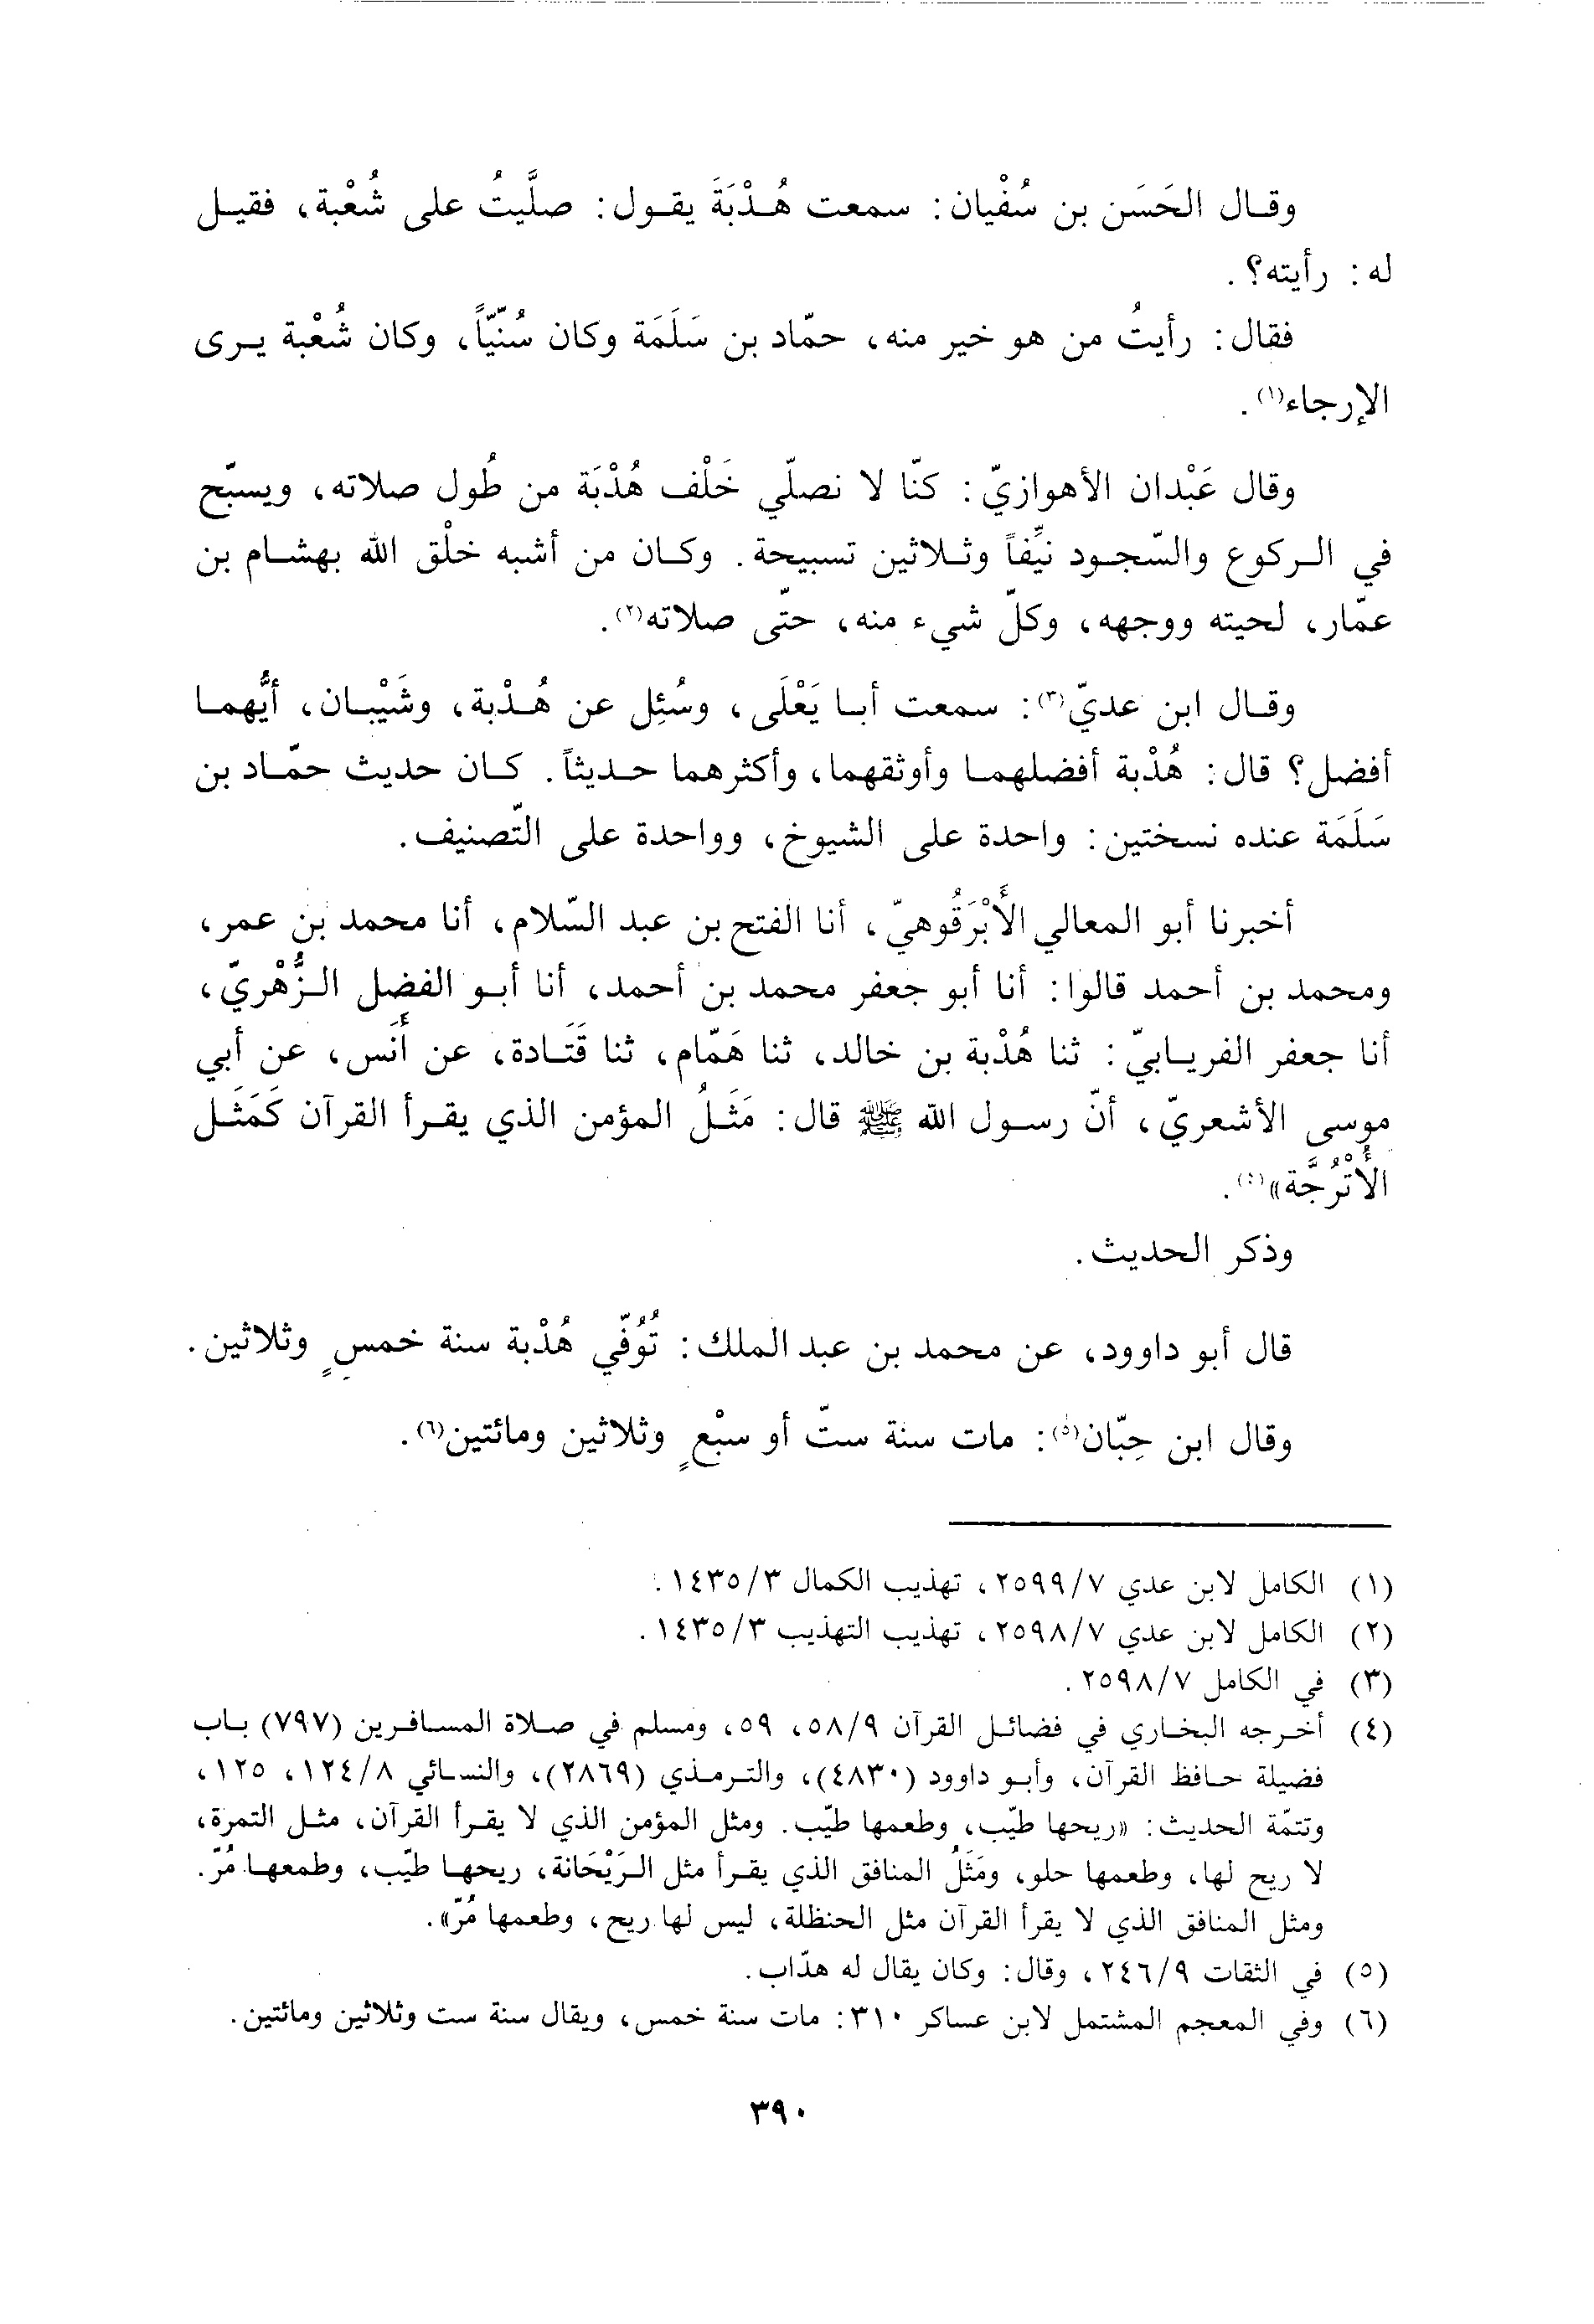 وقال الحَسَن بن سُفْيان: سمعت هُدْبَةَ يقول: صلَّيتُ على شُعْبة، فقيل
له: رأيته؟.
فقال: رأيتُ من هو خير منه، حمّاد بن سَلَمَة وكان سُنّيّاً، وكان شُعْبة يرى
الإرجاء(١).
وقال عَبْدان الأهوازيّ: كنّا لا نصلّي خَلْف هُدْبَة من طُول صلاته، ويسبّح
في الركوع والسّجود نيِّفاً وثلاثين تسبيحة. وكان من أشبه خلْق الله بهشام بن
عمّار، لحيته ووجهه، وكلّ شيء منه، حتّى صلاته(٢).
وقال ابن عديّ(٣): سمعت أبا يَعْلَى، وسُئِل عن هُدْبة، وشَيْبان، أيُّهما
أفضل؟ قال: هُدْبة أفضلهما وأوثقهما، وأكثرهما حديثاً. كان حديث حمّاد بن
سَلَمَة عنده نسختين: واحدة على الشيوخ، وواحدة على التّصنيف.
أخبرنا أبو المعالي الأَبْرَقُوهيّ، أنا الفتح بن عبد السّلام، أنا محمد بن عمر،
ومحمد بن أحمد قالوا: أنا أبو جعفر محمد بن أحمد، أنا أبو الفضل الزُّهْريّ،
أنا جعفر الفريابيّ: ثنا هُدْبة بن خالد، ثنا هَمّام، ثنا قَتَادة، عن أَنَس، عن أبي
موسى الأشعريّ، أنّ رسول الله ﷺ قال: مَثَلُ المؤمن الذي يقرأ القرآن كَمَثَل
الأُتْرُجَّة»(٤).
وذكر الحديث.
قال أبو داوود، عن محمد بن عبد الملك: تُوُفّي هُدْبة سنة خمسٍ وثلاثين.
وقال ابن حِبّان(٥): مات سنة ستّ أو سبْعٍ وثلاثين ومائتين(٦).
(١) الكامل لابن عدي ٢٥٩٩/٧، تهذيب الكمال ١٤٣٥/٣.
(٢) الكامل لابن عدي ٢٥٩٨/٧، تهذيب التهذيب ١٤٣٥/٣.
(٣) في الكامل ٢٥٩٨/٧.
(٤) أخرجه البخاري في فضائل القرآن ٥٨/٩، ٥٩، ومسلم في صلاة المسافرين (٧٩٧) باب
فضيلة حافظ القرآن، وأبو داوود (٤٨٣٠)، والترمذي (٢٨٦٩)، والنسائي ١٢٤/٨، ١٢٥،
وتتمّة الحديث: «ريحها طيّب، وطعمها طيّب. ومثل المؤمن الذي لا يقرأ القرآن، مثل التمرة،
لا ريح لها، وطعمها حلو، ومَثَلُ المنافق الذي يقرأ مثل الرَيْحَانة، ريحها طيّب، وطمعها مُرّ.
ومثل المنافق الذي لا يقرأ القرآن مثل الحنظلة، ليس لها ريح، وطعمها مُرّ».
(٥) في الثقات ٢٤٦/٩، وقال: وكان يقال له هدّاب.
(٦) وفي المعجم المشتمل لابن عساكر ٣١٠: مات سنة خمس، ويقال سنة ست وثلاثين ومائتين.
٣٩٠